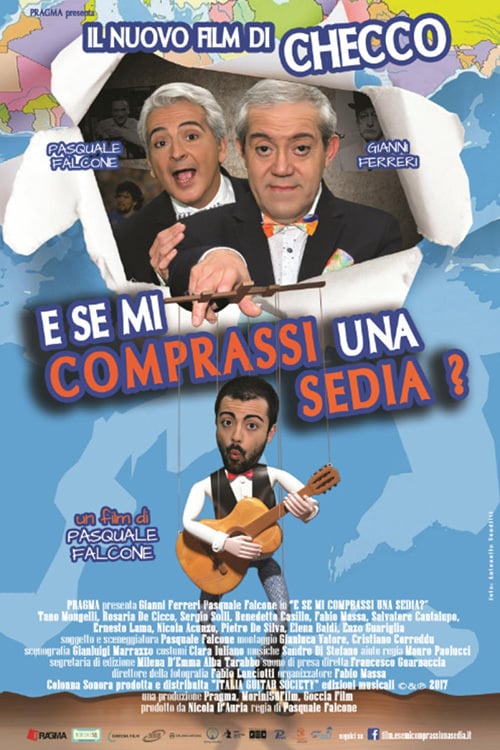 PRAGMA presenta
IL NUOVO FILM DI CHECCO
PASQUALE
FALCONE
GIANNI
FERRERI
E SE MI
COMPRASSI UNA
SEDIA ?
un film di
PASQUALE
FALCONE
foto: Antonello Venditti
PRAGMA presenta Gianni Ferreri Pasquale Falcone in "E SE MI COMPRASSI UNA SEDIA?"
Tano Mongelli, Rosaria De Cicco, Sergio Solli, Benedetto Casillo, Fabio Massa, Salvatore Cantalupo,
Ernesto Lama, Nicola Acunzo, Pietro De Silva, Elena Baldi, Enzo Guariglia
soggetto e sceneggiatura Pasquale Falcone montaggio Gianluca Valore, Cristiano Correddu
scenografia Gianluigi Marrazzo costumi Clara Iuliano musiche Sandro Di Stefano aiuto regia Mauro Paolucci
segretaria di edizione Milena D'Emma Alba Tarabbo suono di presa diretta Francesco Guarnaccia
direttore della fotografia Fabio Lanciotti organizzatore Fabio Massa
Colonna Sonora prodotta e distribuita "ITALIA GUITAR SOCIETY" edizioni musicali ©&℗ 2017
una produzione Pragma, Morini50Film, Goccia Film
prodotto da Nicola D'Auria regia di Pasquale Falcone
PRAGMA
seguici su film.esemicomprassiunasedia.it